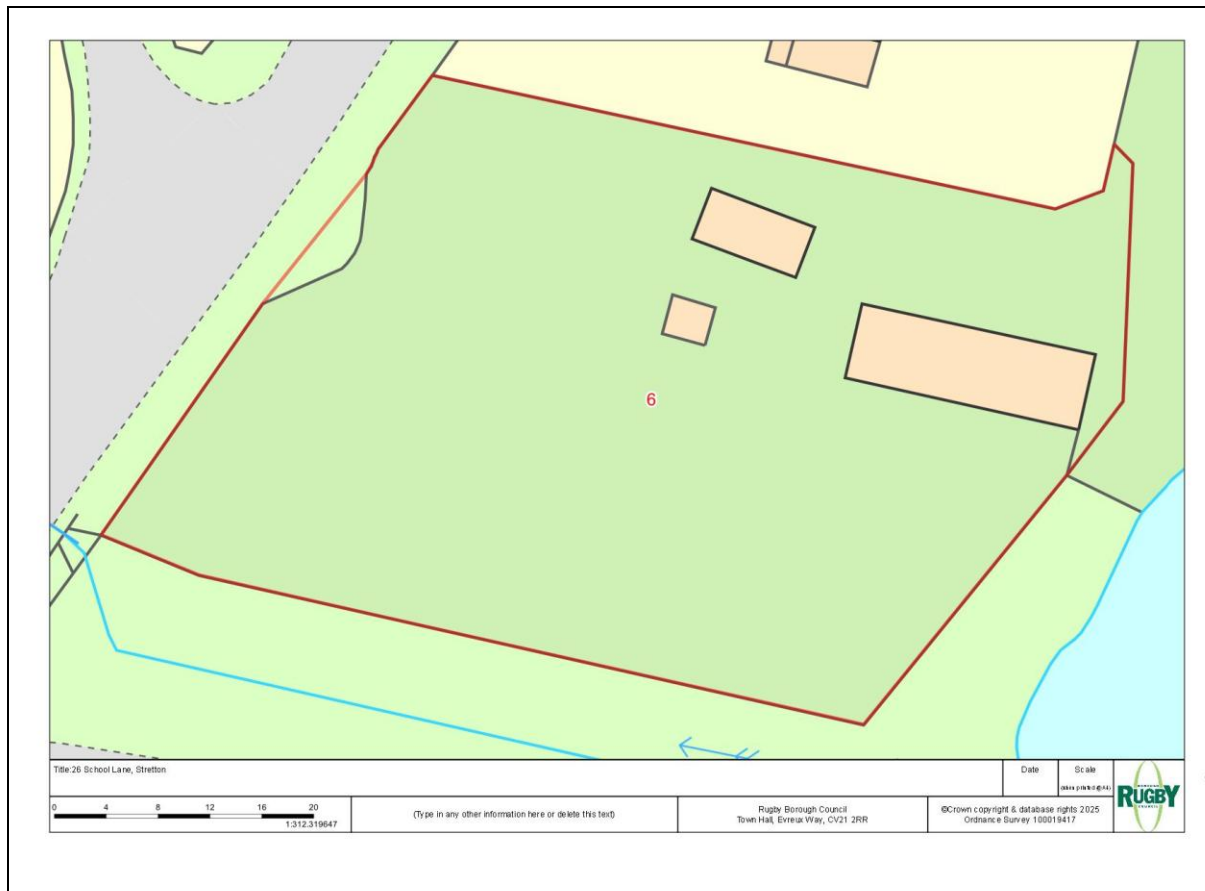 6
Title:26 School Lane, Stretton
Date
Scale
0 4 8 12 16 20
1:312.319647
(Type in any other information here or delete this text)
Rugby Borough Council
Town Hall, Evreux Way, CV21 2RR
©Crown copyright & database rights 2025
Ordnance Survey 100019417
RUGBY